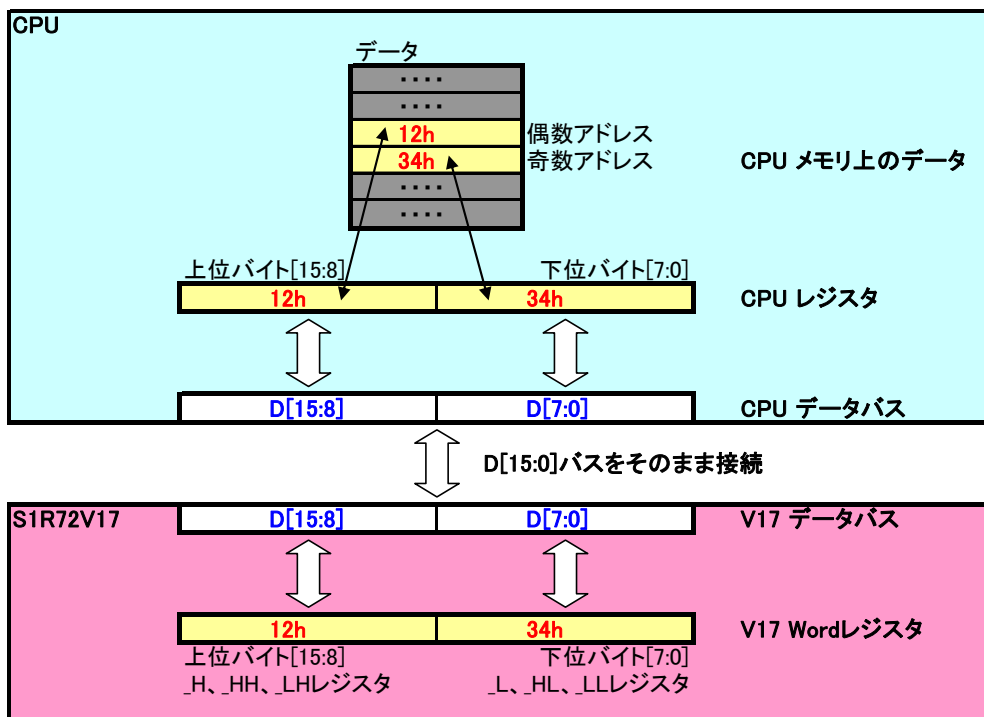 CPU
データ
････
････
12h 偶数アドレス
34h 奇数アドレス
CPU メモリ上のデータ
････
････
上位バイト[15:8] 下位バイト[7:0]
12h 34h CPU レジスタ
D[15:8] D[7:0] CPU データバス
D[15:0]バスをそのまま接続
S1R72V17 D[15:8] D[7:0] V17 データバス
12h 34h V17 Wordレジスタ
上位バイト[15:8] 下位バイト[7:0]
_H、_HH、_LHレジスタ _L、_HL、_LLレジスタ